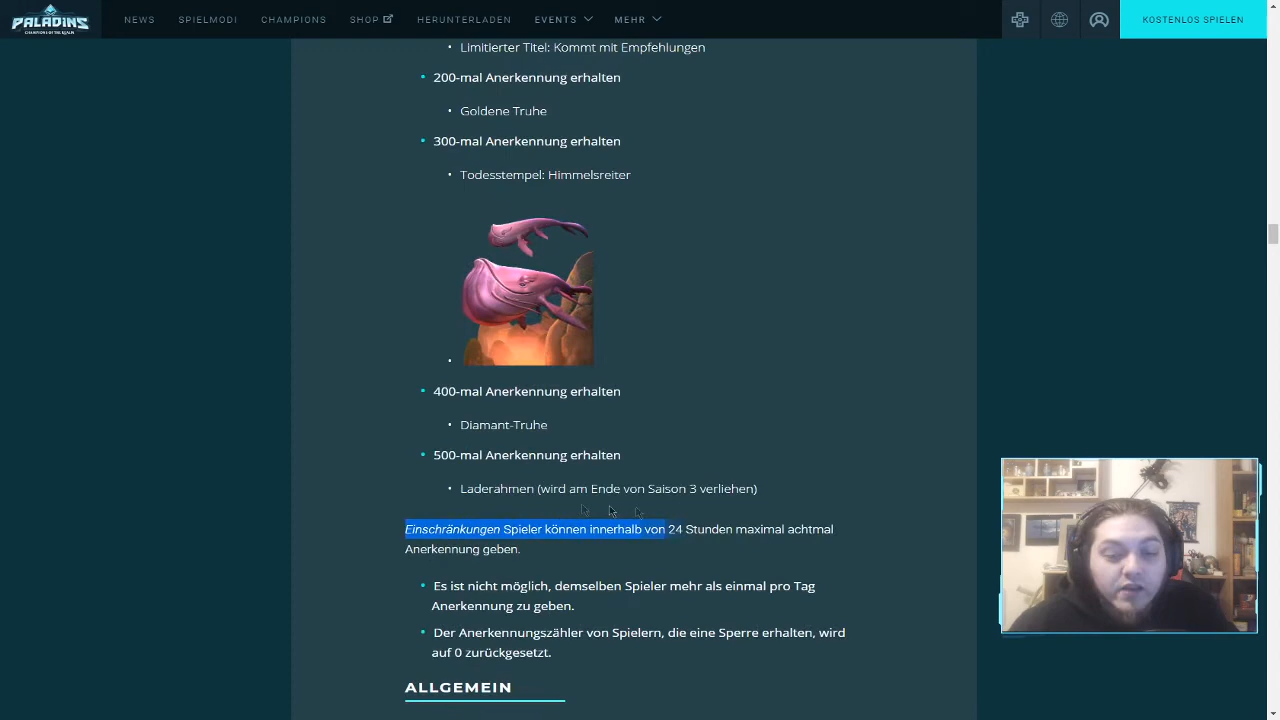 PALADINS
CHAMPIONS OF THE REALM
NEWS SPIELMODI CHAMPIONS SHOP HERUNTERLADEN EVENTS MEHR KOSTENLOS SPIELEN
Limitierter Titel: Kommt mit Empfehlungen
200-mal Anerkennung erhalten
Goldene Truhe
300-mal Anerkennung erhalten
Todesstempel: Himmelsreiter
400-mal Anerkennung erhalten
Diamant-Truhe
500-mal Anerkennung erhalten
Laderahmen (wird am Ende von Saison 3 verliehen)
Einschränkungen Spieler können innerhalb von 24 Stunden maximal achtmal
Anerkennung geben.
Es ist nicht möglich, demselben Spieler mehr als einmal pro Tag
Anerkennung zu geben.
Der Anerkennungszähler von Spielern, die eine Sperre erhalten, wird
auf 0 zurückgesetzt.
ALLGEMEIN